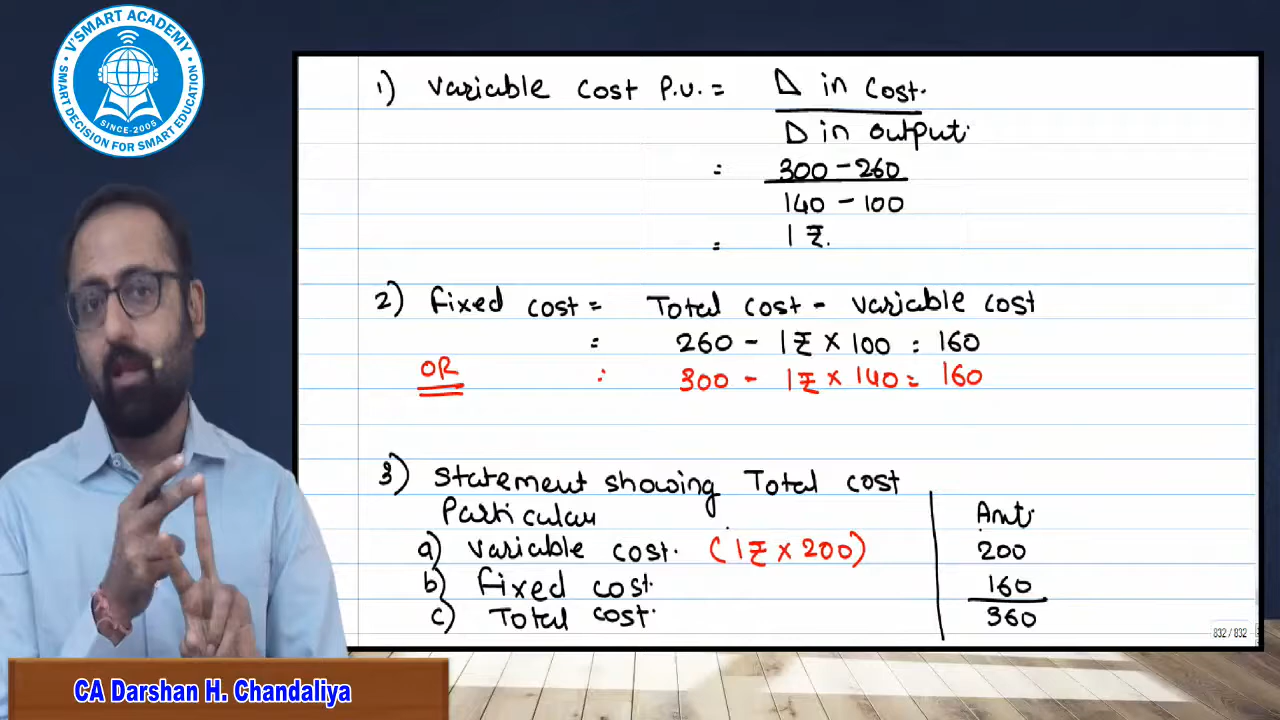 V'SMART ACADEMY
SINCE-2005
SMART DECISION FOR SMART EDUCATION
1) Variable cost P.U. = Δ in cost.
Δ in output.
= 300 - 260
140 - 100
= 1 ₹.
2) Fixed cost = Total cost - variable cost
= 260 - 1₹ × 100 = 160
OR : 300 - 1₹ × 140 = 160
3) Statement showing Total cost
Particular Amt.
a) Variable cost. (1₹ × 200) 200
b) Fixed cost. 160
c) Total cost. 360
832 / 832
CA Darshan H. Chandaliya